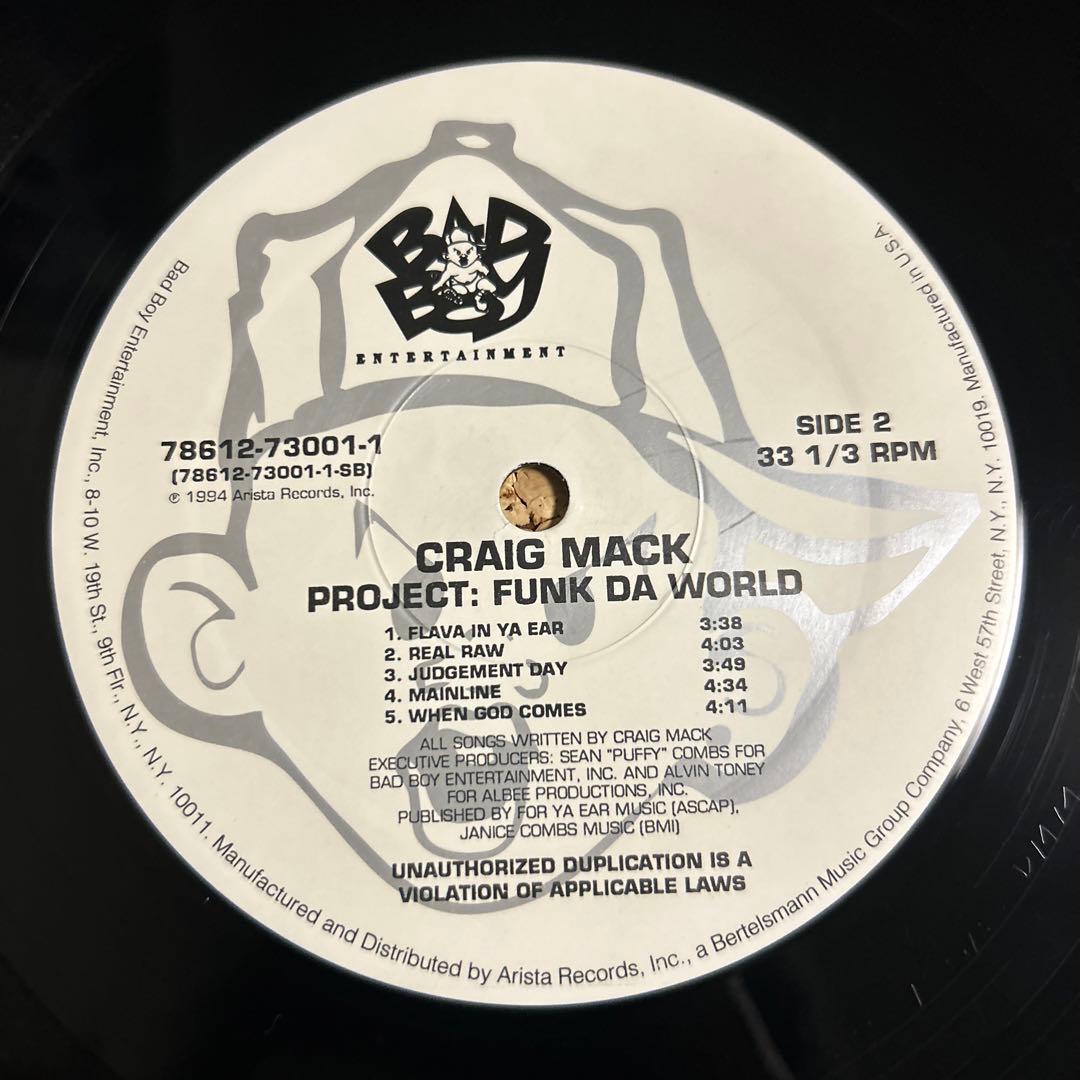 BAD BOY
ENTERTAINMENT
78612-73001-1
(78612-73001-1-SB)
℗ 1994 Arista Records, Inc.
SIDE 2
33 1/3 RPM
CRAIG MACK
PROJECT: FUNK DA WORLD
1. FLAVA IN YA EAR 3:38
2. REAL RAW 4:03
3. JUDGEMENT DAY 3:49
4. MAINLINE 4:34
5. WHEN GOD COMES 4:11
ALL SONGS WRITTEN BY CRAIG MACK
EXECUTIVE PRODUCERS: SEAN "PUFFY" COMBS FOR
BAD BOY ENTERTAINMENT, INC. AND ALVIN TONEY
FOR ALBEE PRODUCTIONS, INC.
PUBLISHED BY FOR YA EAR MUSIC (ASCAP),
JANICE COMBS MUSIC (BMI)
UNAUTHORIZED DUPLICATION IS A
VIOLATION OF APPLICABLE LAWS
Bad Boy Entertainment, Inc., 8-10 W. 19th St., 9th Flr., N.Y., N.Y. 10011. Manufactured and Distributed by Arista Records, Inc., a Bertelsmann Music Group Company, 6 West 57th Street, N.Y., N.Y. 10019. Manufactured in U.S.A.